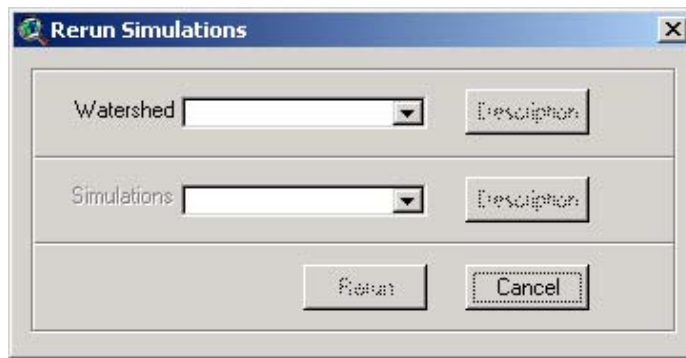 Rerun Simulations
Watershed Description
Simulations Description
Rerun Cancel